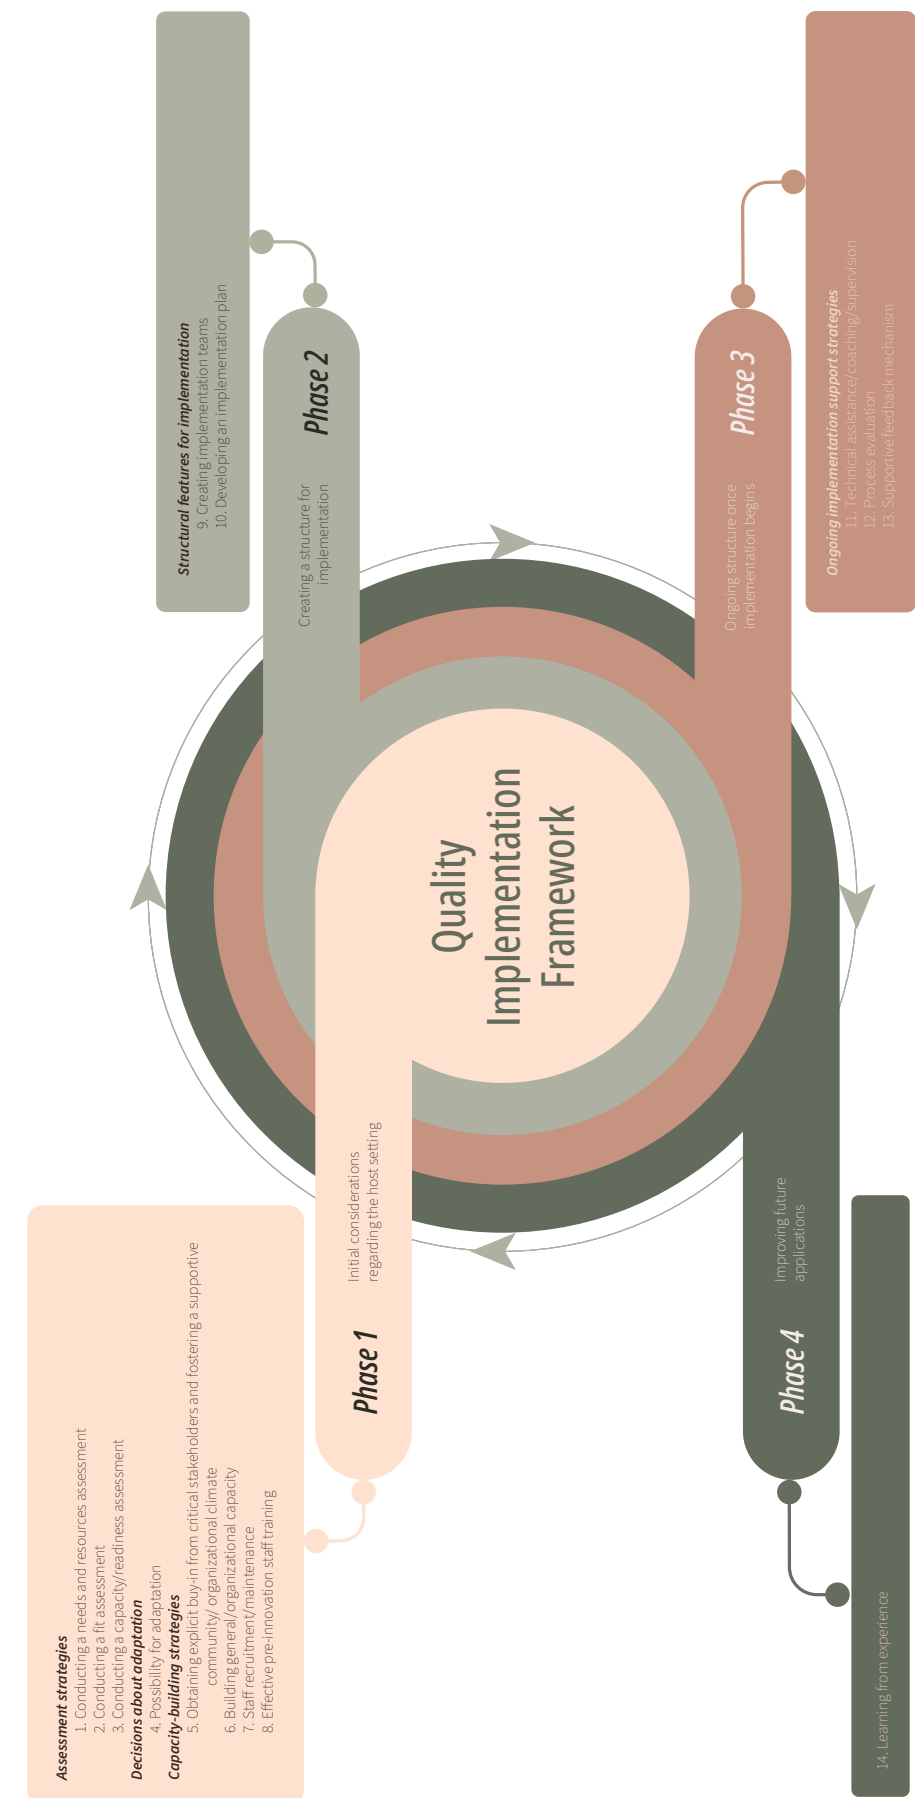 Quality
Implementation
Framework
Phase 1
Initial considerations
regarding the host setting
Assessment strategies
1. Conducting a needs and resources assessment
2. Conducting a fit assessment
3. Conducting a capacity/readiness assessment
Decisions about adaptation
4. Possibility for adaptation
Capacity-building strategies
5. Obtaining explicit buy-in from critical stakeholders and fostering a supportive
community/ organizational climate
6. Building general/organizational capacity
7. Staff recruitment/maintenance
8. Effective pre-innovation staff training
Phase 2
Creating a structure for
implementation
Structural features for implementation
9. Creating implementation teams
10. Developing an implementation plan
Phase 3
Ongoing structure once
implementation begins
Ongoing implementation support strategies
11. Technical assistance/coaching/supervision
12. Process evaluation
13. Supportive feedback mechanism
Phase 4
Improving future
applications
14. Learning from experience